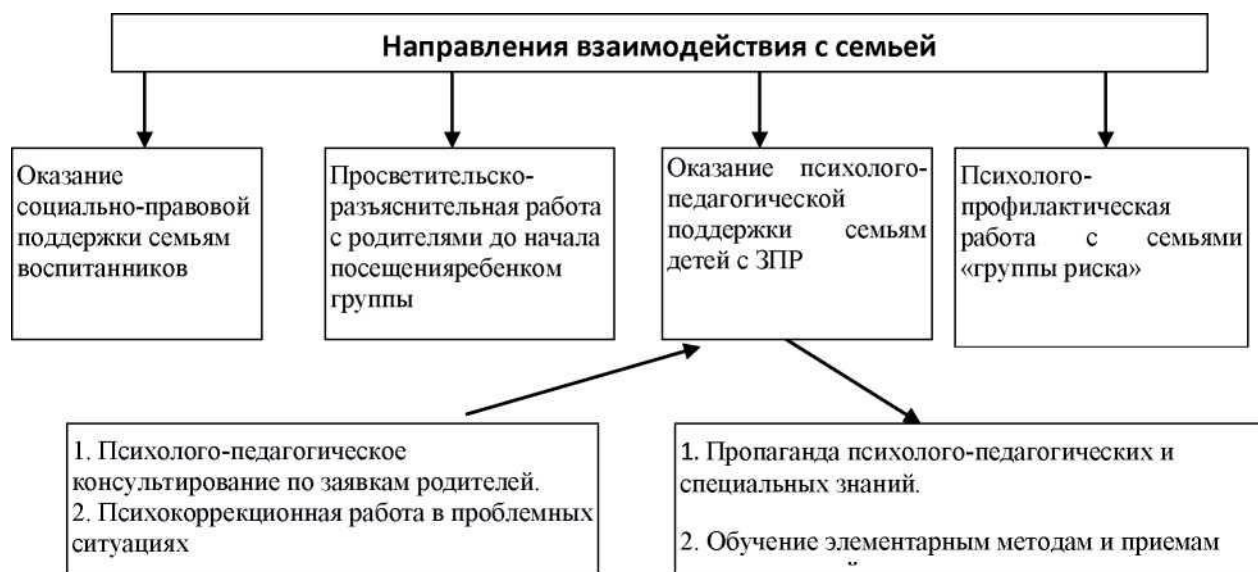 Направления взаимодействия с семьей
Оказание
социально-правовой
поддержки семьям
воспитанников
Просветительско-
разъяснительная работа
с родителями до начала
посещенияребенком
группы
Оказание психолого-
педагогической
поддержки семьям
детей с ЗПР
Психолого-
профилактическая
работа с семьями
«группы риска»
1. Психолого-педагогическое
консультирование по заявкам родителей.
2. Психокоррекционная работа в проблемных
ситуациях
1. Пропаганда психолого-педагогических и
специальных знаний.
2. Обучение элементарным методам и приемам